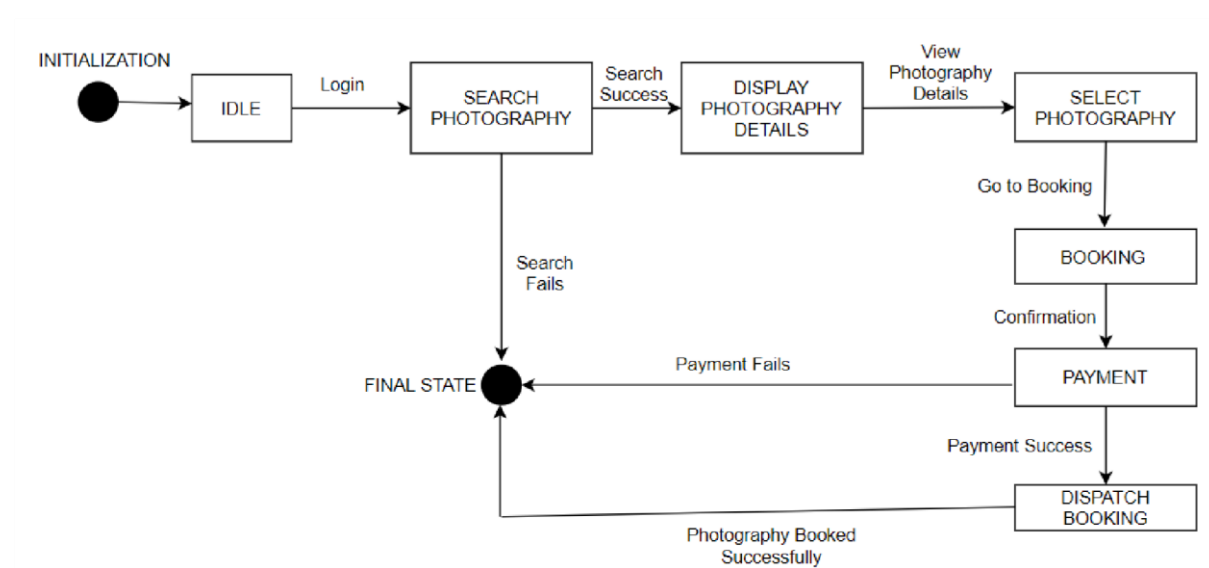 INITIALIZATION
IDLE
Login
SEARCH
PHOTOGRAPHY
Search
Success
DISPLAY
PHOTOGRAPHY
DETAILS
View
Photography
Details
SELECT
PHOTOGRAPHY
Go to Booking
BOOKING
Confirmation
Search
Fails
PAYMENT
Payment Fails
FINAL STATE
Payment Success
DISPATCH
BOOKING
Photography Booked
Successfully